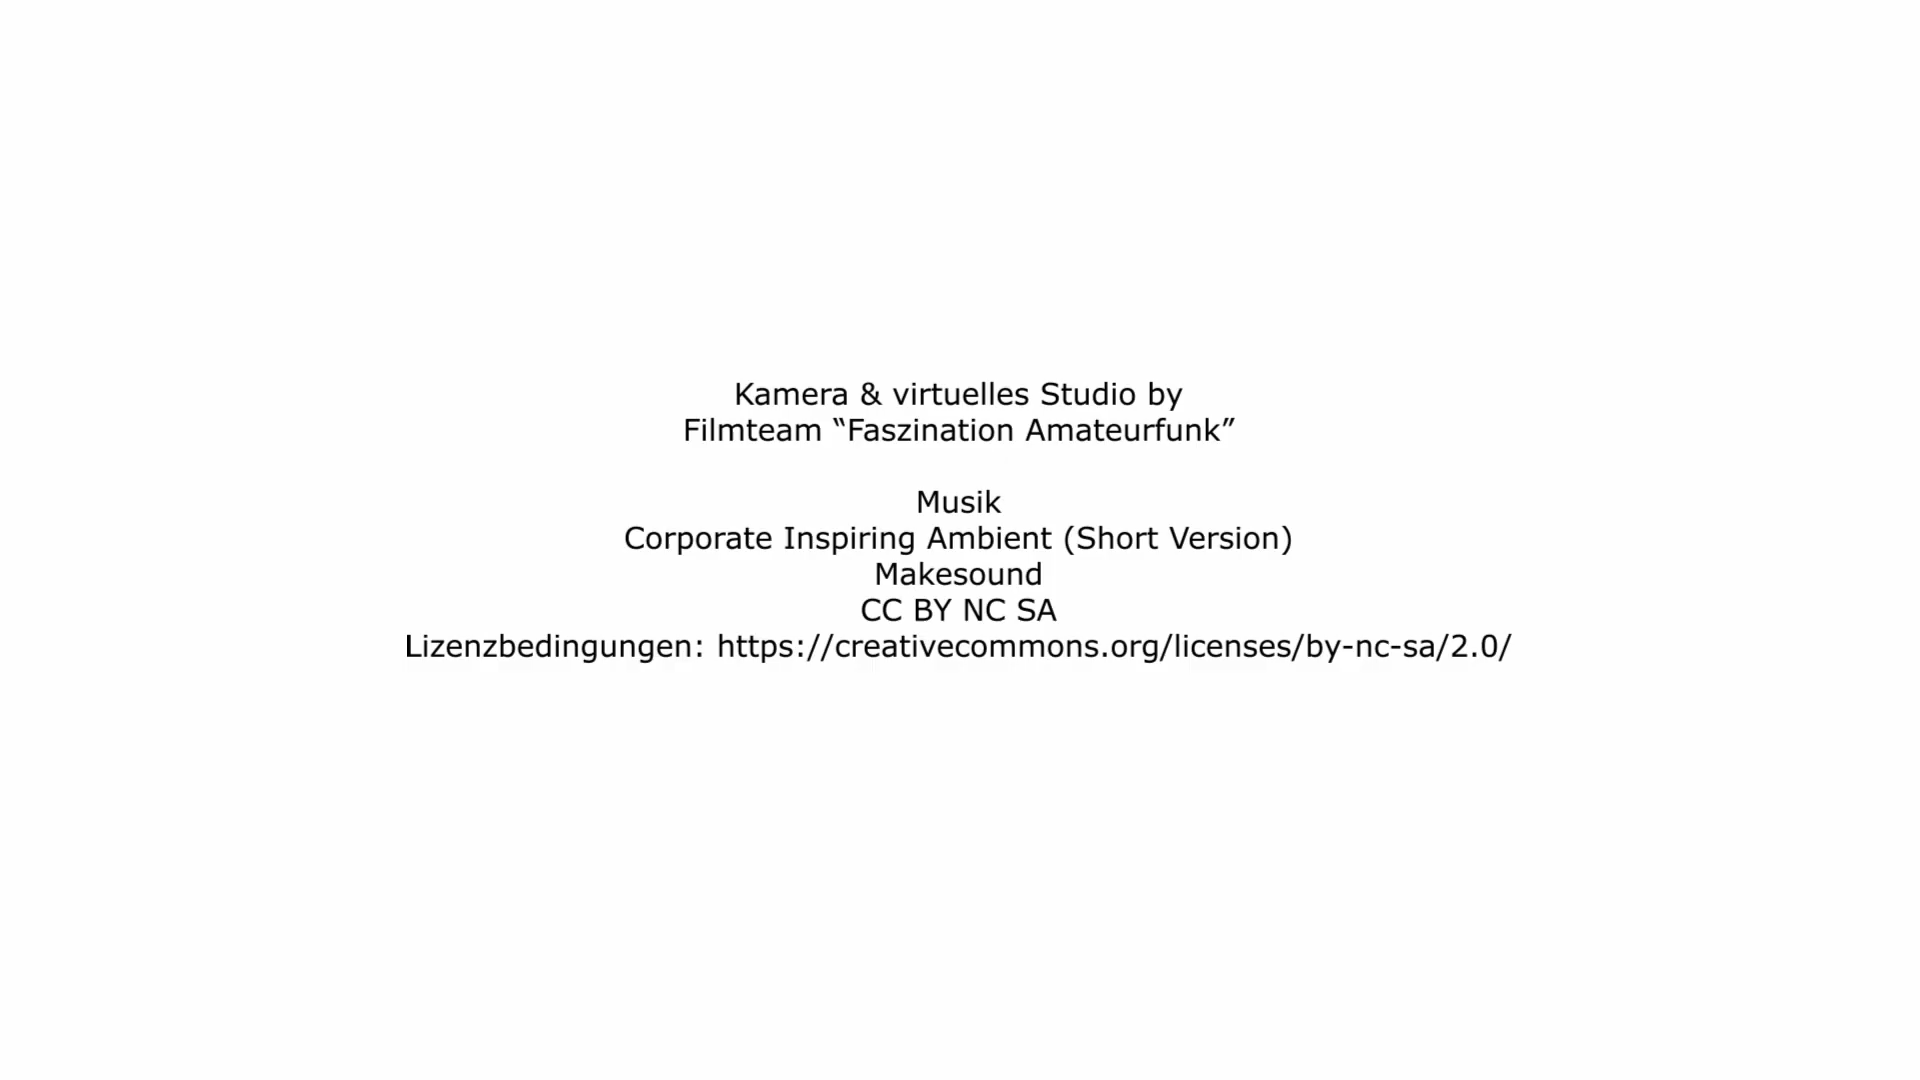 Kamera & virtuelles Studio by
Filmteam “Faszination Amateurfunk”
Musik
Corporate Inspiring Ambient (Short Version)
Makesound
CC BY NC SA
Lizenzbedingungen: https://creativecommons.org/licenses/by-nc-sa/2.0/